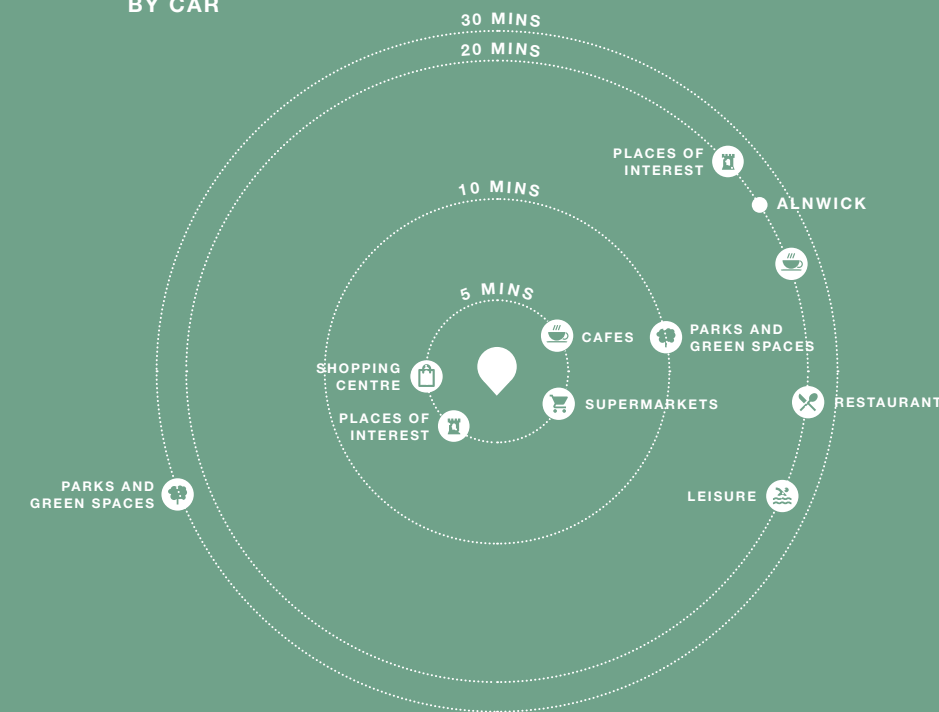 BY CAR
30 MINS
20 MINS
PLACES OF
INTEREST
ALNWICK
10 MINS
5 MINS
CAFES
PARKS AND
GREEN SPACES
SHOPPING
CENTRE
SUPERMARKETS
RESTAURANT
PLACES OF
INTEREST
PARKS AND
GREEN SPACES
LEISURE